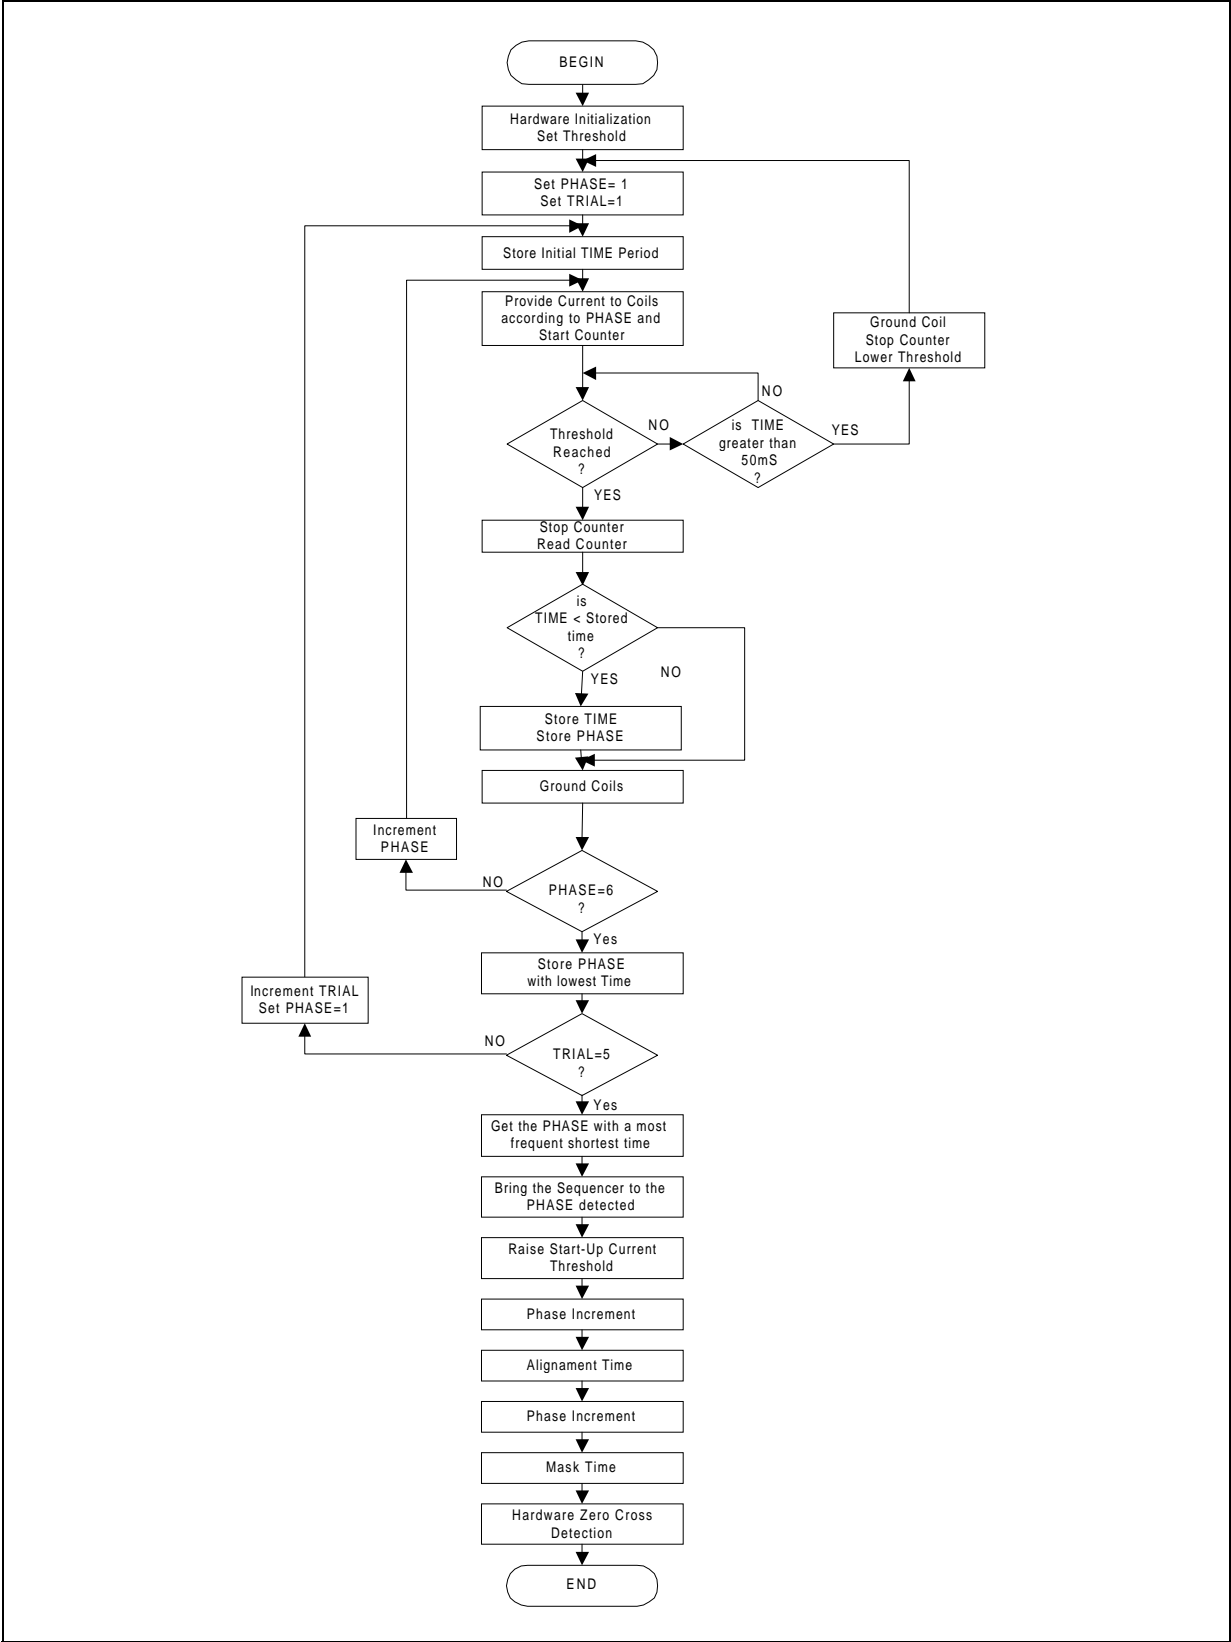 BEGIN
Hardware Initialization
Set Threshold
Set PHASE= 1
Set TRIAL=1
Store Initial TIME Period
Provide Current to Coils
according to PHASE and
Start Counter
Ground Coil
Stop Counter
Lower Threshold
NO
Threshold
Reached
?
NO
is TIME
greater than
50mS
?
YES
YES
Stop Counter
Read Counter
is
TIME < Stored
time
?
NO
YES
Store TIME
Store PHASE
Ground Coils
Increment
PHASE
NO
PHASE=6
?
Yes
Store PHASE
with lowest Time
Increment TRIAL
Set PHASE=1
NO
TRIAL=5
?
Yes
Get the PHASE with a most
frequent shortest time
Bring the Sequencer to the
PHASE detected
Raise Start-Up Current
Threshold
Phase Increment
Alignament Time
Phase Increment
Mask Time
Hardware Zero Cross
Detection
END